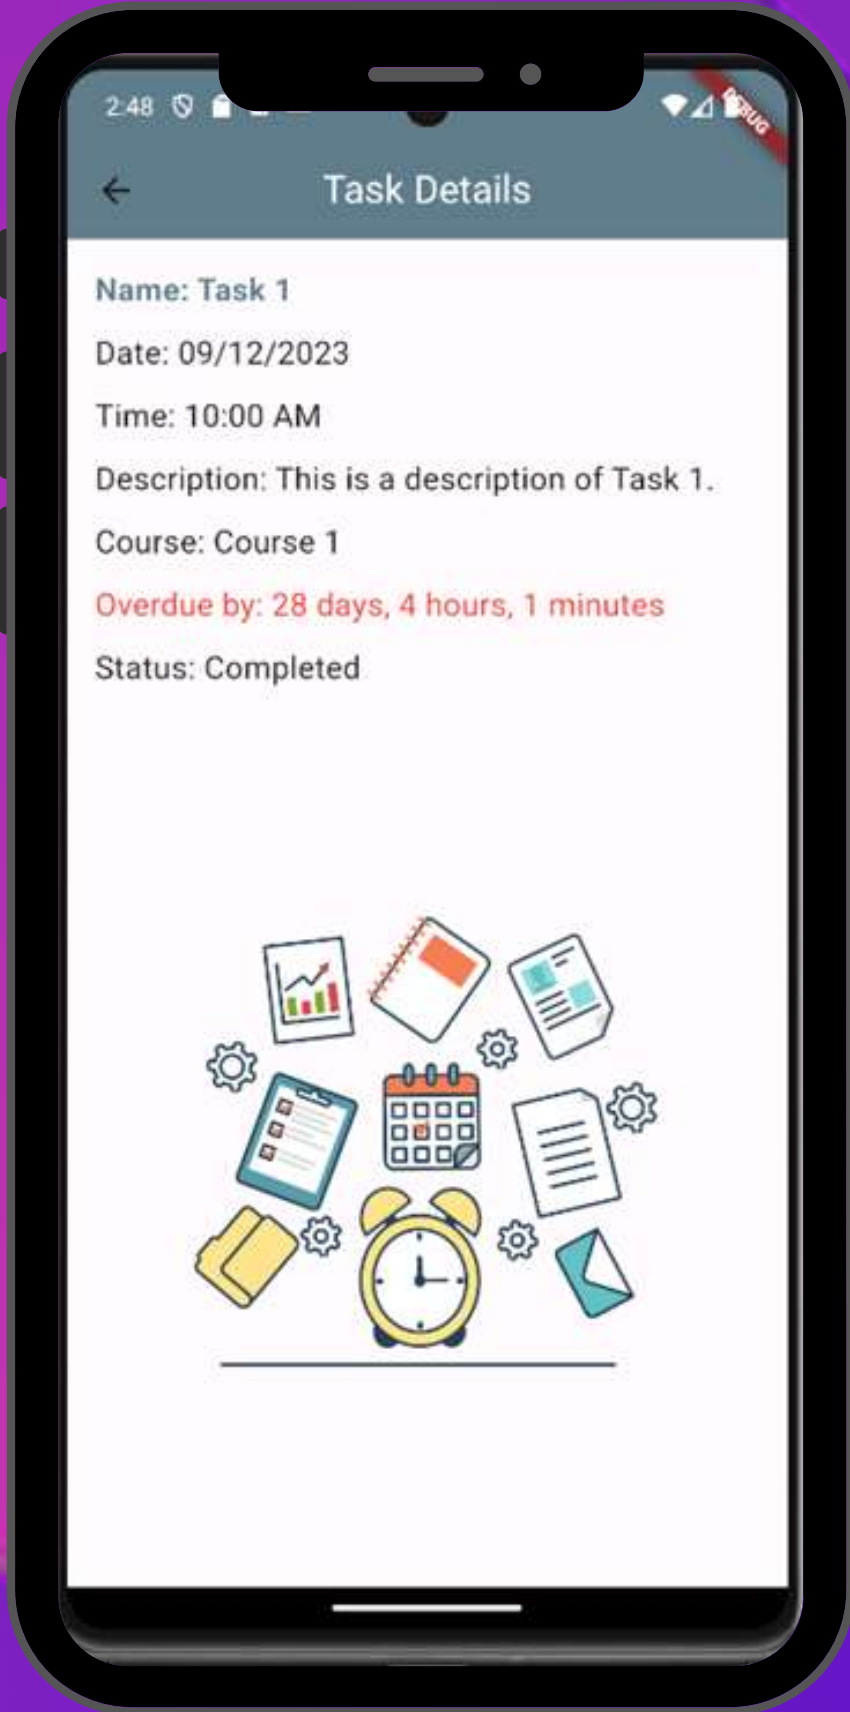 2:48
DEBUG
Task Details
Name: Task 1
Date: 09/12/2023
Time: 10:00 AM
Description: This is a description of Task 1.
Course: Course 1
Overdue by: 28 days, 4 hours, 1 minutes
Status: Completed